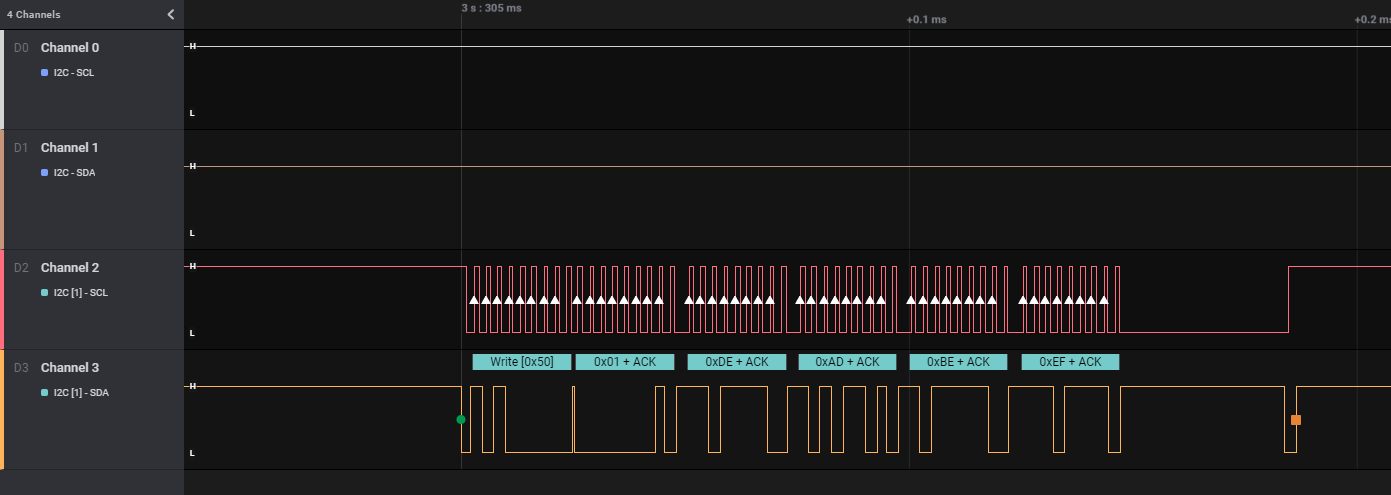 4 Channels
3 s : 305 ms
+0.1 ms
+0.2 ms
D0 Channel 0
I2C - SCL
H
L
D1 Channel 1
I2C - SDA
H
L
D2 Channel 2
I2C [1] - SCL
H
L
D3 Channel 3
I2C [1] - SDA
H
L
Write [0x50]
0x01 + ACK
0xDE + ACK
0xAD + ACK
0xBE + ACK
0xEF + ACK